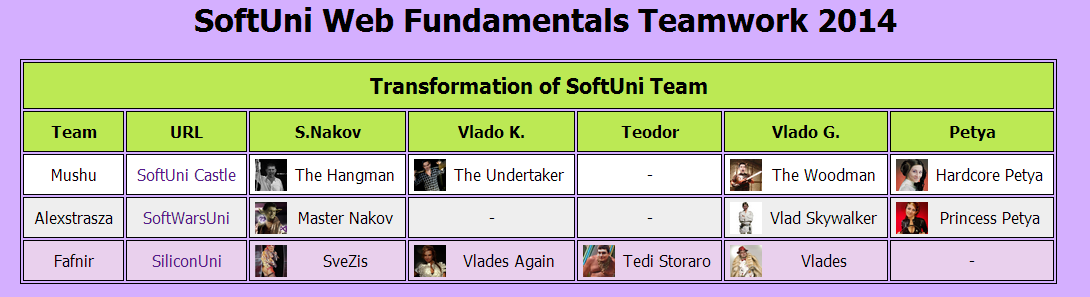 SoftUni Web Fundamentals Teamwork 2014
Transformation of SoftUni Team
Team URL S.Nakov Vlado K. Teodor Vlado G. Petya
Mushu SoftUni Castle The Hangman The Undertaker - The Woodman Hardcore Petya
Alexstrasza SoftWarsUni Master Nakov - - Vlad Skywalker Princess Petya
Fafnir SiliconUni SveZis Vlades Again Tedi Storaro Vlades -